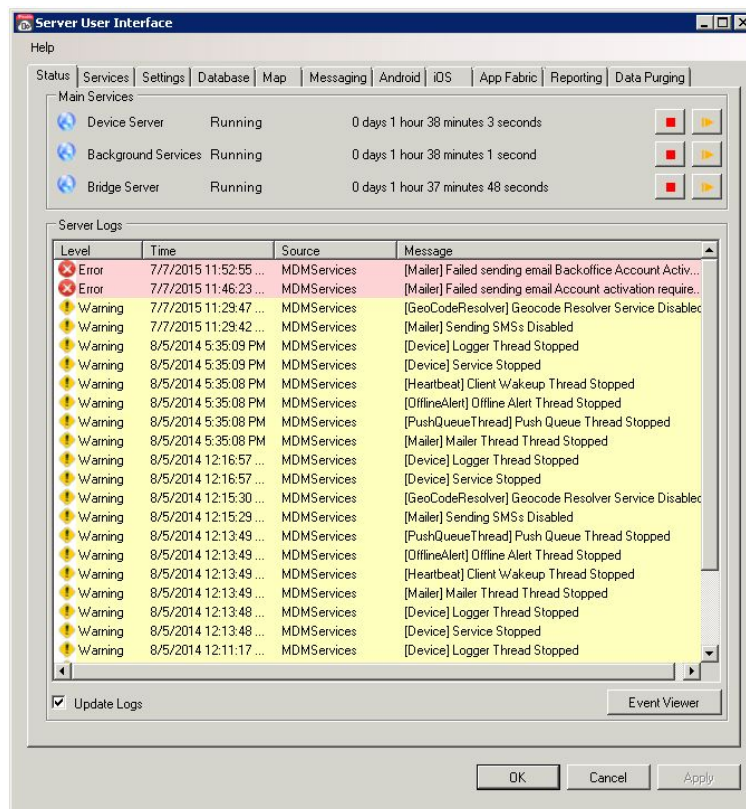 Server User Interface
Help
Status Services Settings Database Map Messaging Android iOS App Fabric Reporting Data Purging
Main Services
Device Server Running 0 days 1 hour 38 minutes 3 seconds
Background Services Running 0 days 1 hour 38 minutes 1 second
Bridge Server Running 0 days 1 hour 37 minutes 48 seconds
Server Logs
Level Time Source Message
Error 7/7/2015 11:52:55 ... MDMServices [Mailer] Failed sending email Backoffice Account Activ...
Error 7/7/2015 11:46:23 ... MDMServices [Mailer] Failed sending email Account activation require...
Warning 7/7/2015 11:29:47 ... MDMServices [GeoCodeResolver] Geocode Resolver Service Disabled
Warning 7/7/2015 11:29:42 ... MDMServices [Mailer] Sending SMSs Disabled
Warning 8/5/2014 5:35:09 PM MDMServices [Device] Logger Thread Stopped
Warning 8/5/2014 5:35:09 PM MDMServices [Device] Service Stopped
Warning 8/5/2014 5:35:08 PM MDMServices [Heartbeat] Client Wakeup Thread Stopped
Warning 8/5/2014 5:35:08 PM MDMServices [OfflineAlert] Offline Alert Thread Stopped
Warning 8/5/2014 5:35:08 PM MDMServices [PushQueueThread] Push Queue Thread Stopped
Warning 8/5/2014 5:35:08 PM MDMServices [Mailer] Mailer Thread Thread Stopped
Warning 8/5/2014 12:16:57 ... MDMServices [Device] Logger Thread Stopped
Warning 8/5/2014 12:16:57 ... MDMServices [Device] Service Stopped
Warning 8/5/2014 12:15:30 ... MDMServices [GeoCodeResolver] Geocode Resolver Service Disabled
Warning 8/5/2014 12:15:29 ... MDMServices [Mailer] Sending SMSs Disabled
Warning 8/5/2014 12:13:49 ... MDMServices [PushQueueThread] Push Queue Thread Stopped
Warning 8/5/2014 12:13:49 ... MDMServices [OfflineAlert] Offline Alert Thread Stopped
Warning 8/5/2014 12:13:49 ... MDMServices [Heartbeat] Client Wakeup Thread Stopped
Warning 8/5/2014 12:13:49 ... MDMServices [Mailer] Mailer Thread Thread Stopped
Warning 8/5/2014 12:13:48 ... MDMServices [Device] Logger Thread Stopped
Warning 8/5/2014 12:13:48 ... MDMServices [Device] Service Stopped
Warning 8/5/2014 12:11:17 ... MDMServices [Device] Logger Thread Stopped
Update Logs
Event Viewer
OK Cancel Apply